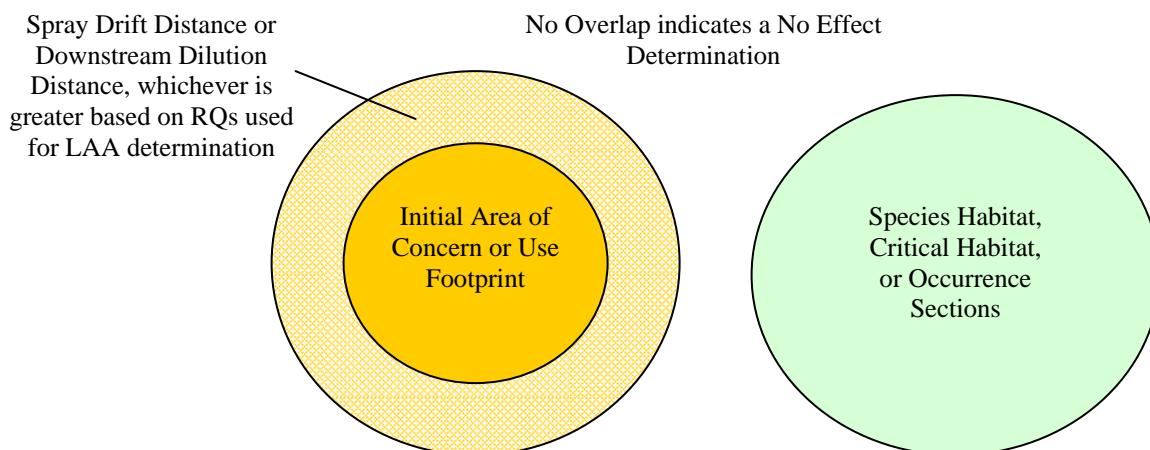 Spray Drift Distance or
Downstream Dilution
Distance, whichever is
greater based on RQs used
for LAA determination
No Overlap indicates a No Effect
Determination
Initial Area of
Concern or Use
Footprint
Species Habitat,
Critical Habitat,
or Occurrence
Sections